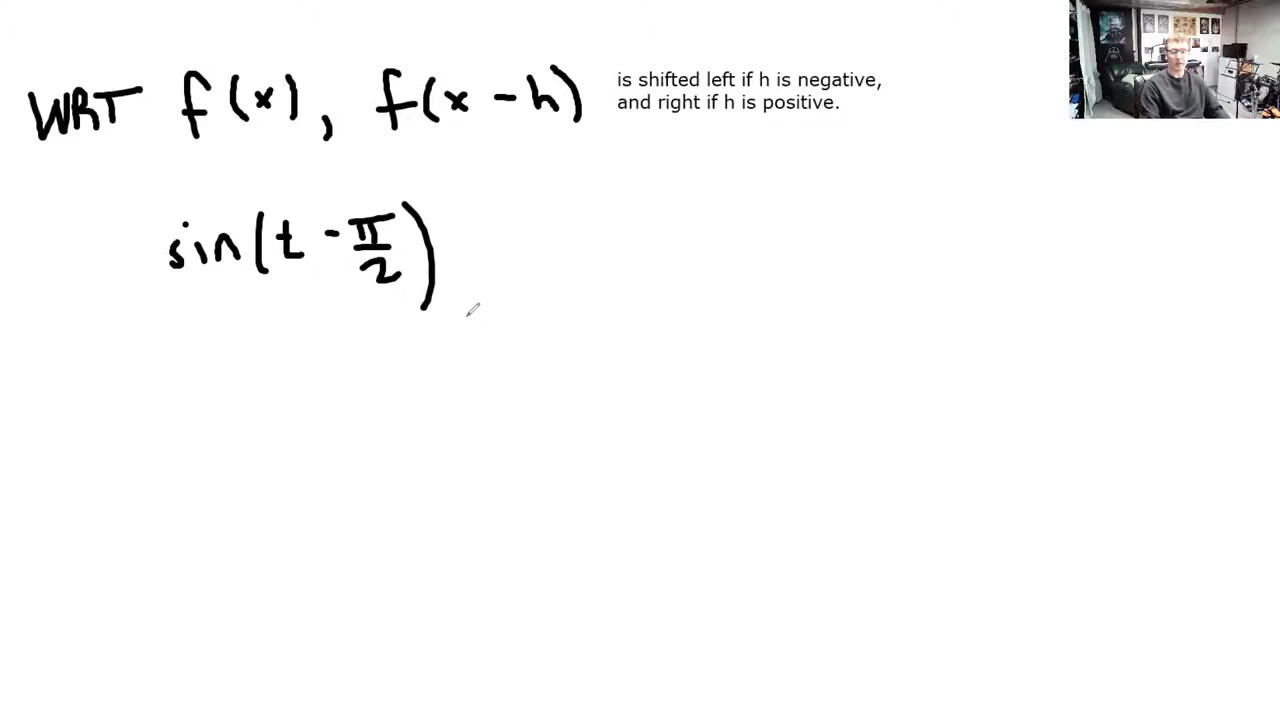 WRT f(x), f(x - h)
is shifted left if h is negative,
and right if h is positive.
sin(t - π/2)